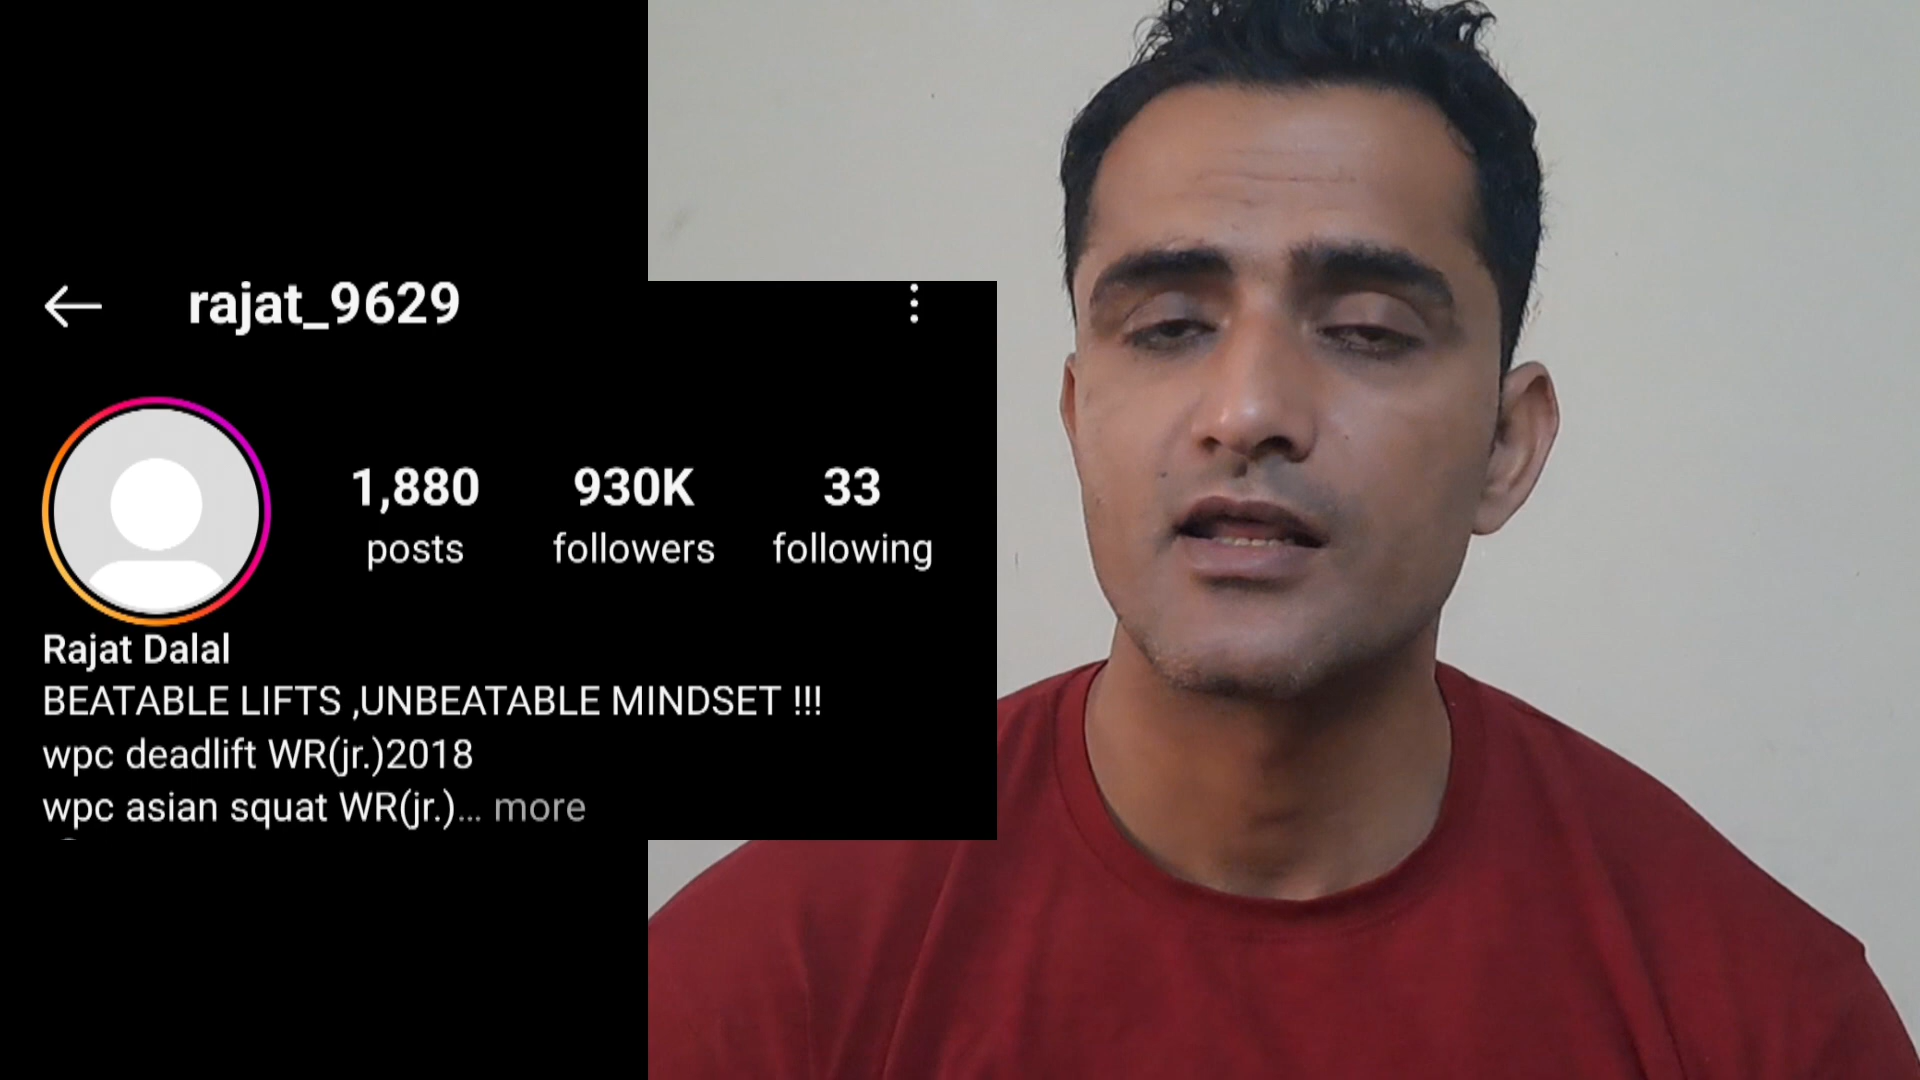 rajat_9629
1,880 930K 33
posts followers following
Rajat Dalal
BEATABLE LIFTS ,UNBEATABLE MINDSET !!!
wpc deadlift WR(jr.)2018
wpc asian squat WR(jr.)... more